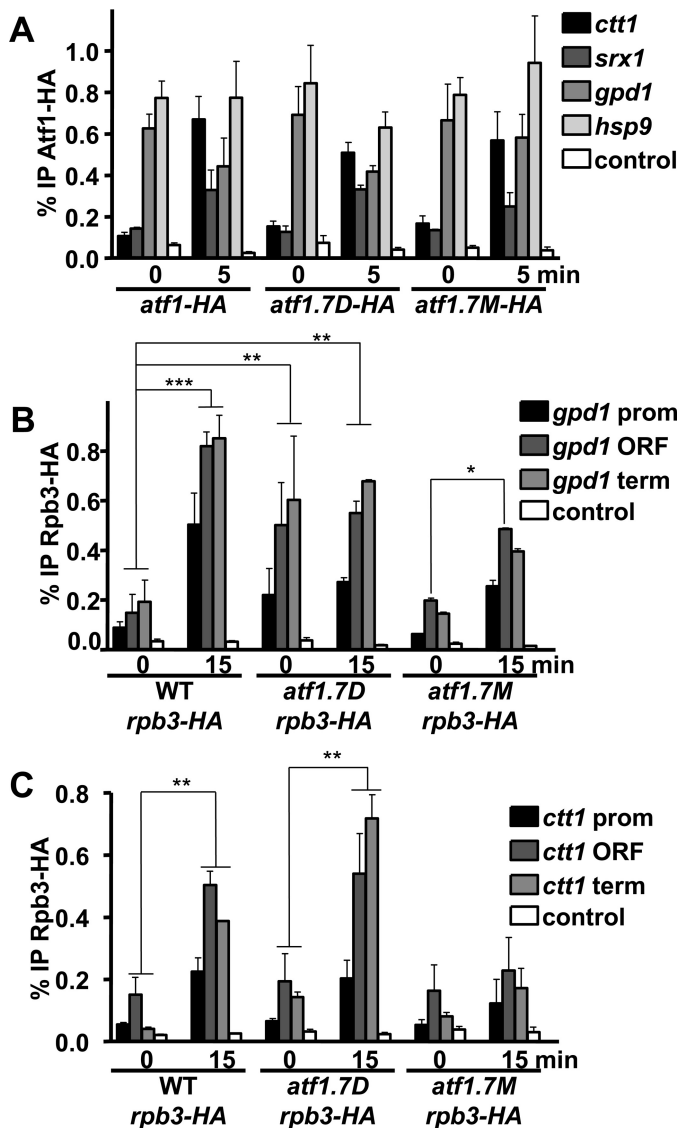 A
% IP Atf1-HA
1.0
0.8
0.6
0.4
0.2
0.0
ctt1
srx1
gpd1
hsp9
control
0 5 0 5 0 5 min
atf1-HA atf1.7D-HA atf1.7M-HA
B
% IP Rpb3-HA
0.8
0.6
0.4
0.2
0.0
**
**
***
**
*
gpd1 prom
gpd1 ORF
gpd1 term
control
0 15 0 15 0 15 min
WT atf1.7D atf1.7M
rpb3-HA rpb3-HA rpb3-HA
C
% IP Rpb3-HA
0.8
0.6
0.4
0.2
0.0
**
**
ctt1 prom
ctt1 ORF
ctt1 term
control
0 15 0 15 0 15 min
WT atf1.7D atf1.7M
rpb3-HA rpb3-HA rpb3-HA